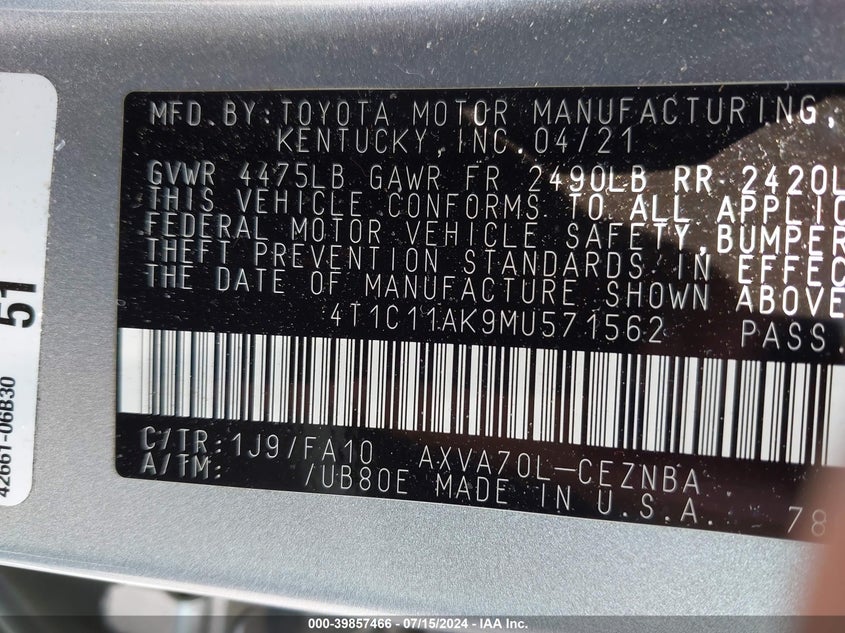 MFD. BY: TOYOTA MOTOR MANUFACTURING,
KENTUCKY, INC. 04/21
GVWR 4475LB GAWR FR 2490LB RR 2420L
THIS VEHICLE CONFORMS TO ALL APPLIC
FEDERAL MOTOR VEHICLE SAFETY, BUMPER
THEFT PREVENTION STANDARDS IN EFFEC
THE DATE OF MANUFACTURE SHOWN ABOVE
4T1C11AK9MU571562 PASS.
C/TR: 1J9/FA10 AXVA70L-CEZNBA
A/TM: /UB80E MADE IN U.S.A. 78
51
42661-06B30
000-39857466 - 07/15/2024 - IAA Inc.